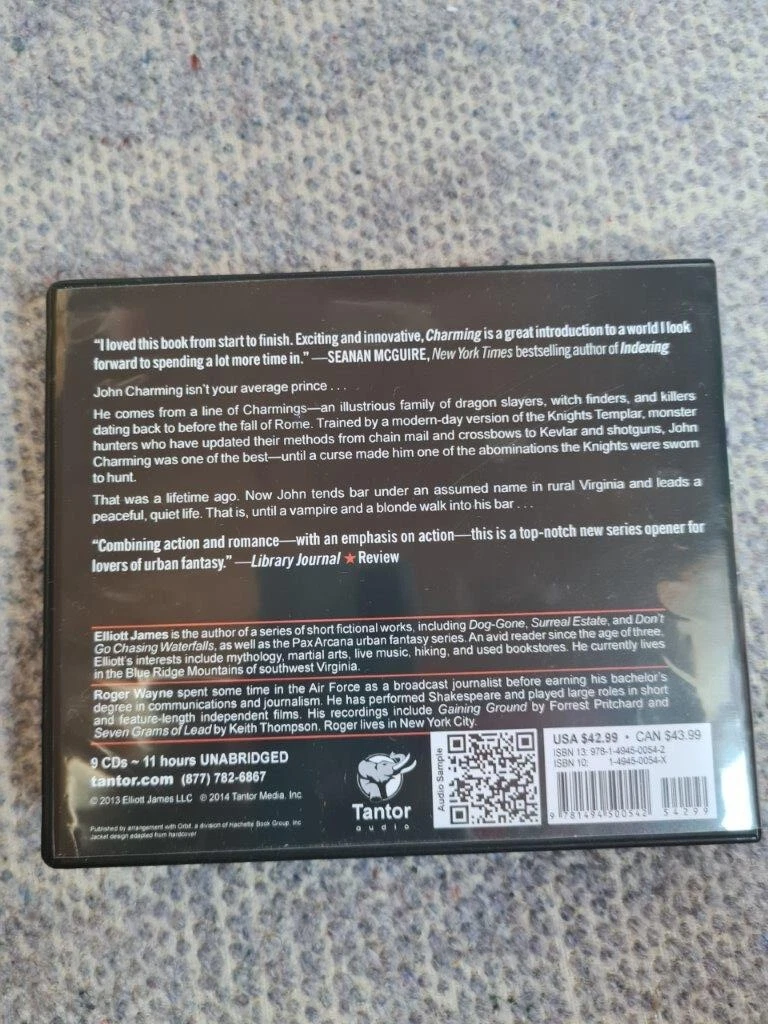 “I loved this book from start to finish. Exciting and innovative, Charming is a great introduction to a world I look
forward to spending a lot more time in.” —SEANAN MCGUIRE, New York Times bestselling author of Indexing
John Charming isn’t your average prince . . .
He comes from a line of Charmings—an illustrious family of dragon slayers, witch finders, and killers
dating back to before the fall of Rome. Trained by a modern-day version of the Knights Templar, monster
hunters who have updated their methods from chain mail and crossbows to Kevlar and shotguns, John
Charming was one of the best—until a curse made him one of the abominations the Knights were sworn
to hunt.
That was a lifetime ago. Now John tends bar under an assumed name in rural Virginia and leads a
peaceful, quiet life. That is, until a vampire and a blonde walk into his bar . . .
“Combining action and romance—with an emphasis on action—this is a top-notch new series opener for
lovers of urban fantasy.” —Library Journal ★ Review
Elliott James is the author of a series of short fictional works, including Dog-Gone, Surreal Estate, and Don’t
Go Chasing Waterfalls, as well as the Pax Arcana urban fantasy series. An avid reader since the age of three,
Elliott’s interests include mythology, martial arts, live music, hiking, and used bookstores. He currently lives
in the Blue Ridge Mountains of southwest Virginia.
Roger Wayne spent some time in the Air Force as a broadcast journalist before earning his bachelor’s
degree in communications and journalism. He has performed Shakespeare and played large roles in short
and feature-length independent films. His recordings include Gaining Ground by Forrest Pritchard and
Seven Grams of Lead by Keith Thompson. Roger lives in New York City.
9 CDs ~ 11 hours UNABRIDGED
tantor.com (877) 782-6867
© 2013 Elliott James LLC ℗ 2014 Tantor Media, Inc.
Published by arrangement with Orbit, a division of Hachette Book Group, Inc
Jacket design adapted from hardcover
Tantor
audio
Audio Sample
USA $42.99 • CAN $43.99
ISBN 13: 978-1-4945-0054-2
ISBN 10: 1-4945-0054-X
9 781494 500542
54299